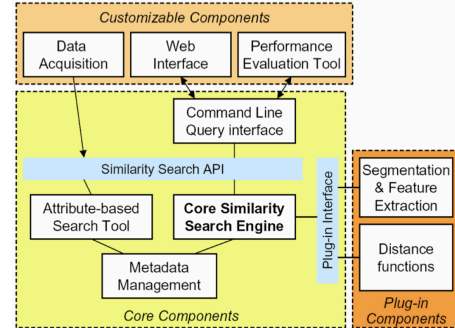 Customizable Components
Data
Acquisition
Web
Interface
Performance
Evaluation Tool
Command Line
Query interface
Similarity Search API
Attribute-based
Search Tool
Core Similarity
Search Engine
Plug-in Interface
Segmentation
& Feature
Extraction
Distance
functions
Metadata
Management
Core Components
Plug-in
Components